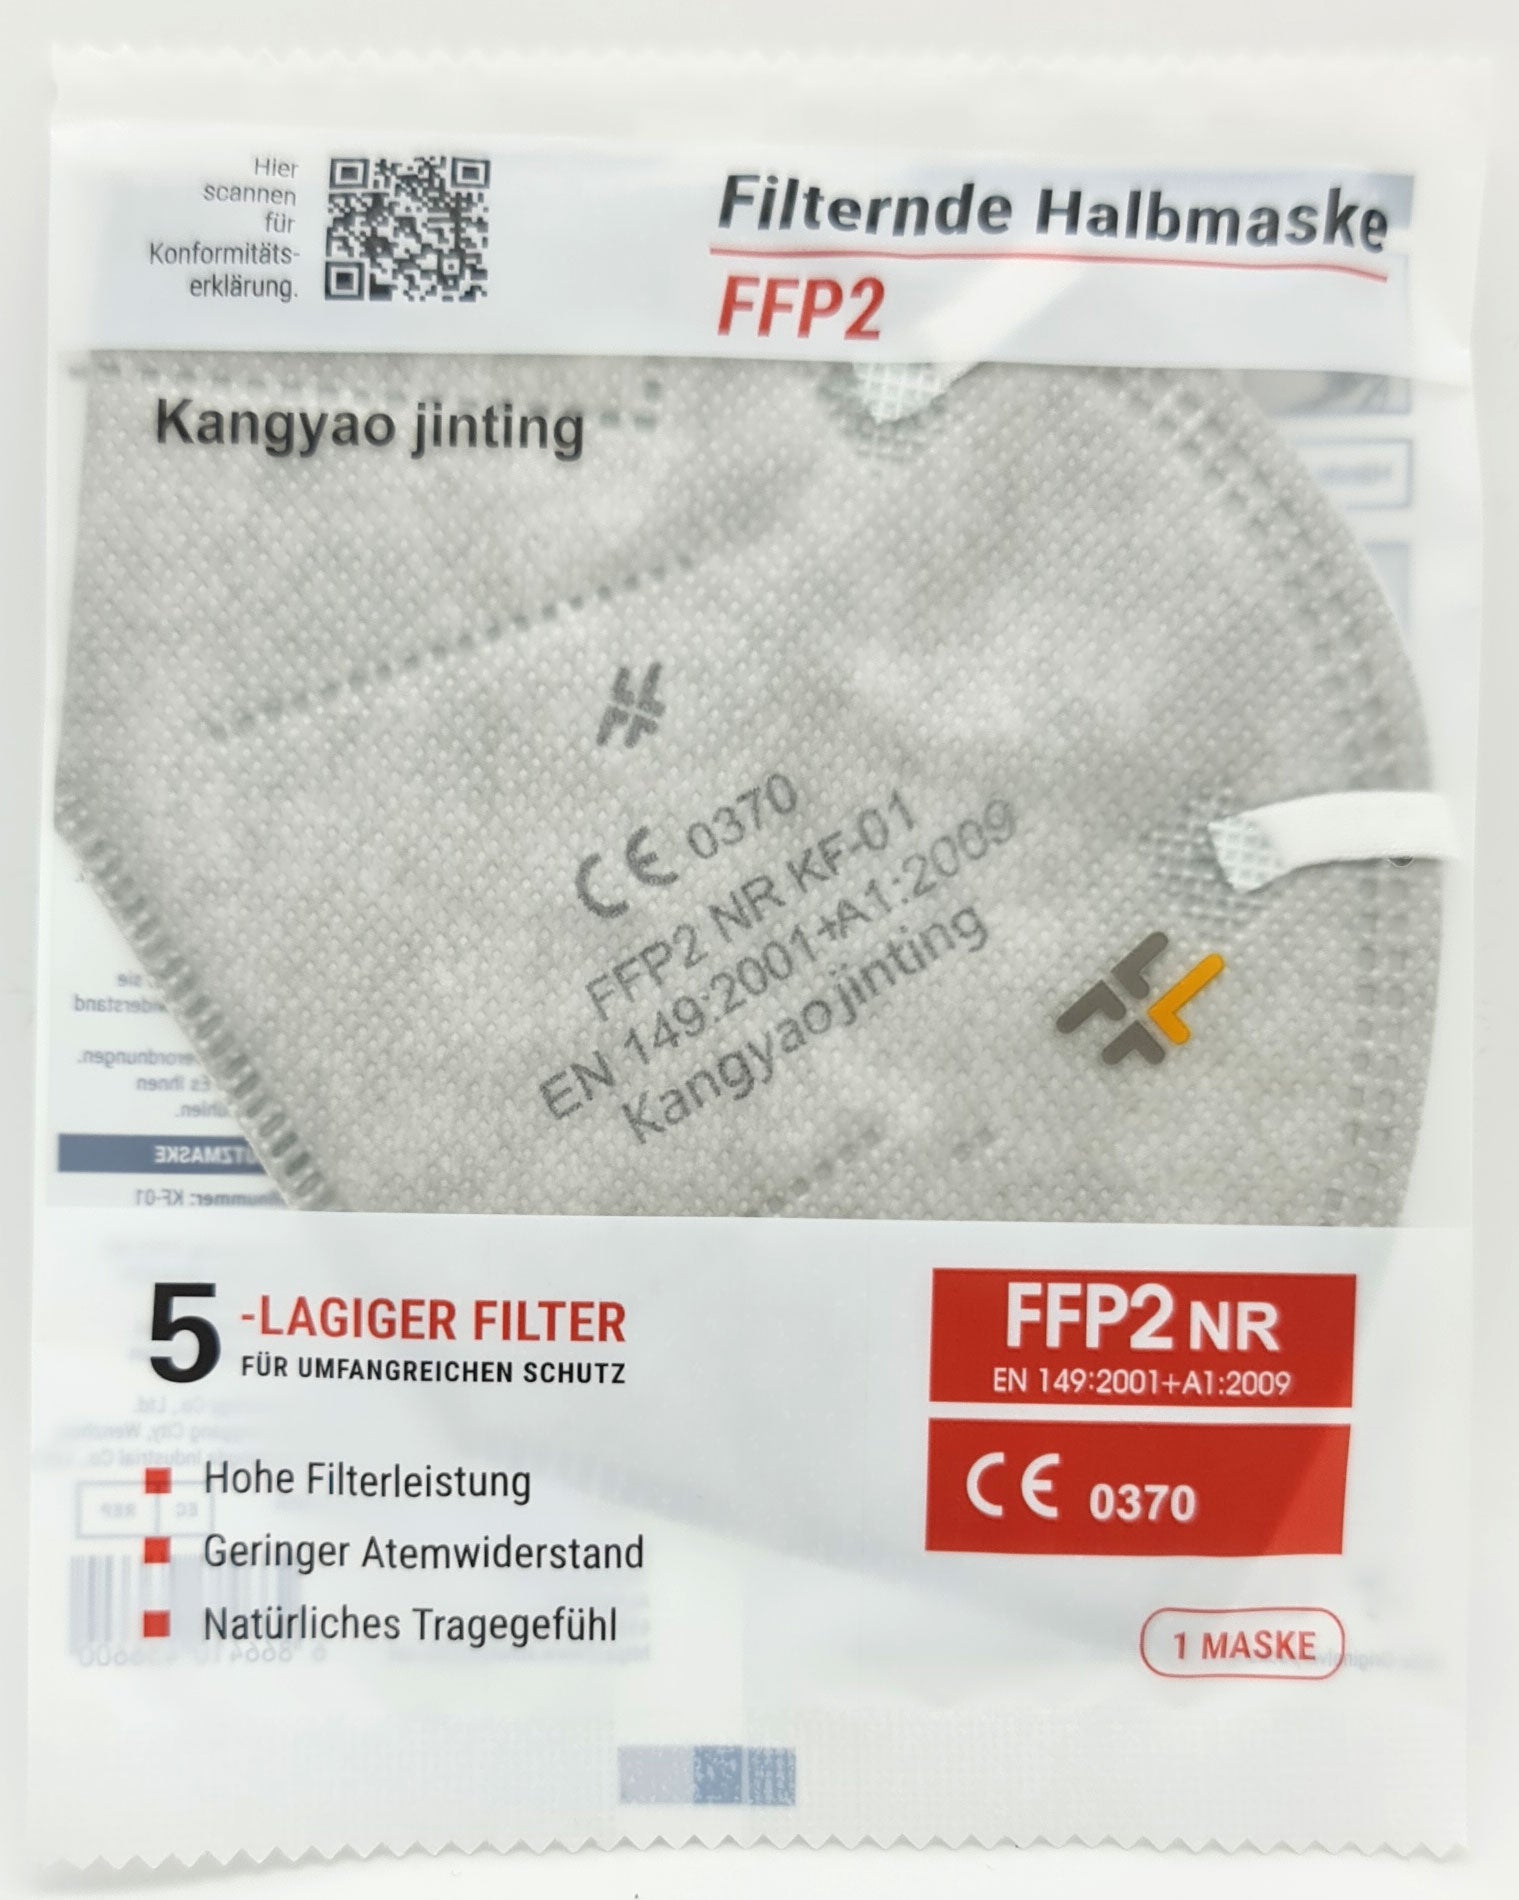 Hier
scannen
für
Konformitäts-
erklärung.
Filternde Halbmaske
FFP2
Kangyao jinting
CE 0370
FFP2 NR KF-01
EN 149:2001+A1:2009
Kangyaojinting
5-LAGIGER FILTER
FÜR UMFANGREICHEN SCHUTZ
Hohe Filterleistung
Geringer Atemwiderstand
Natürliches Tragegefühl
FFP2 NR
EN 149:2001+A1:2009
CE 0370
1 MASKE